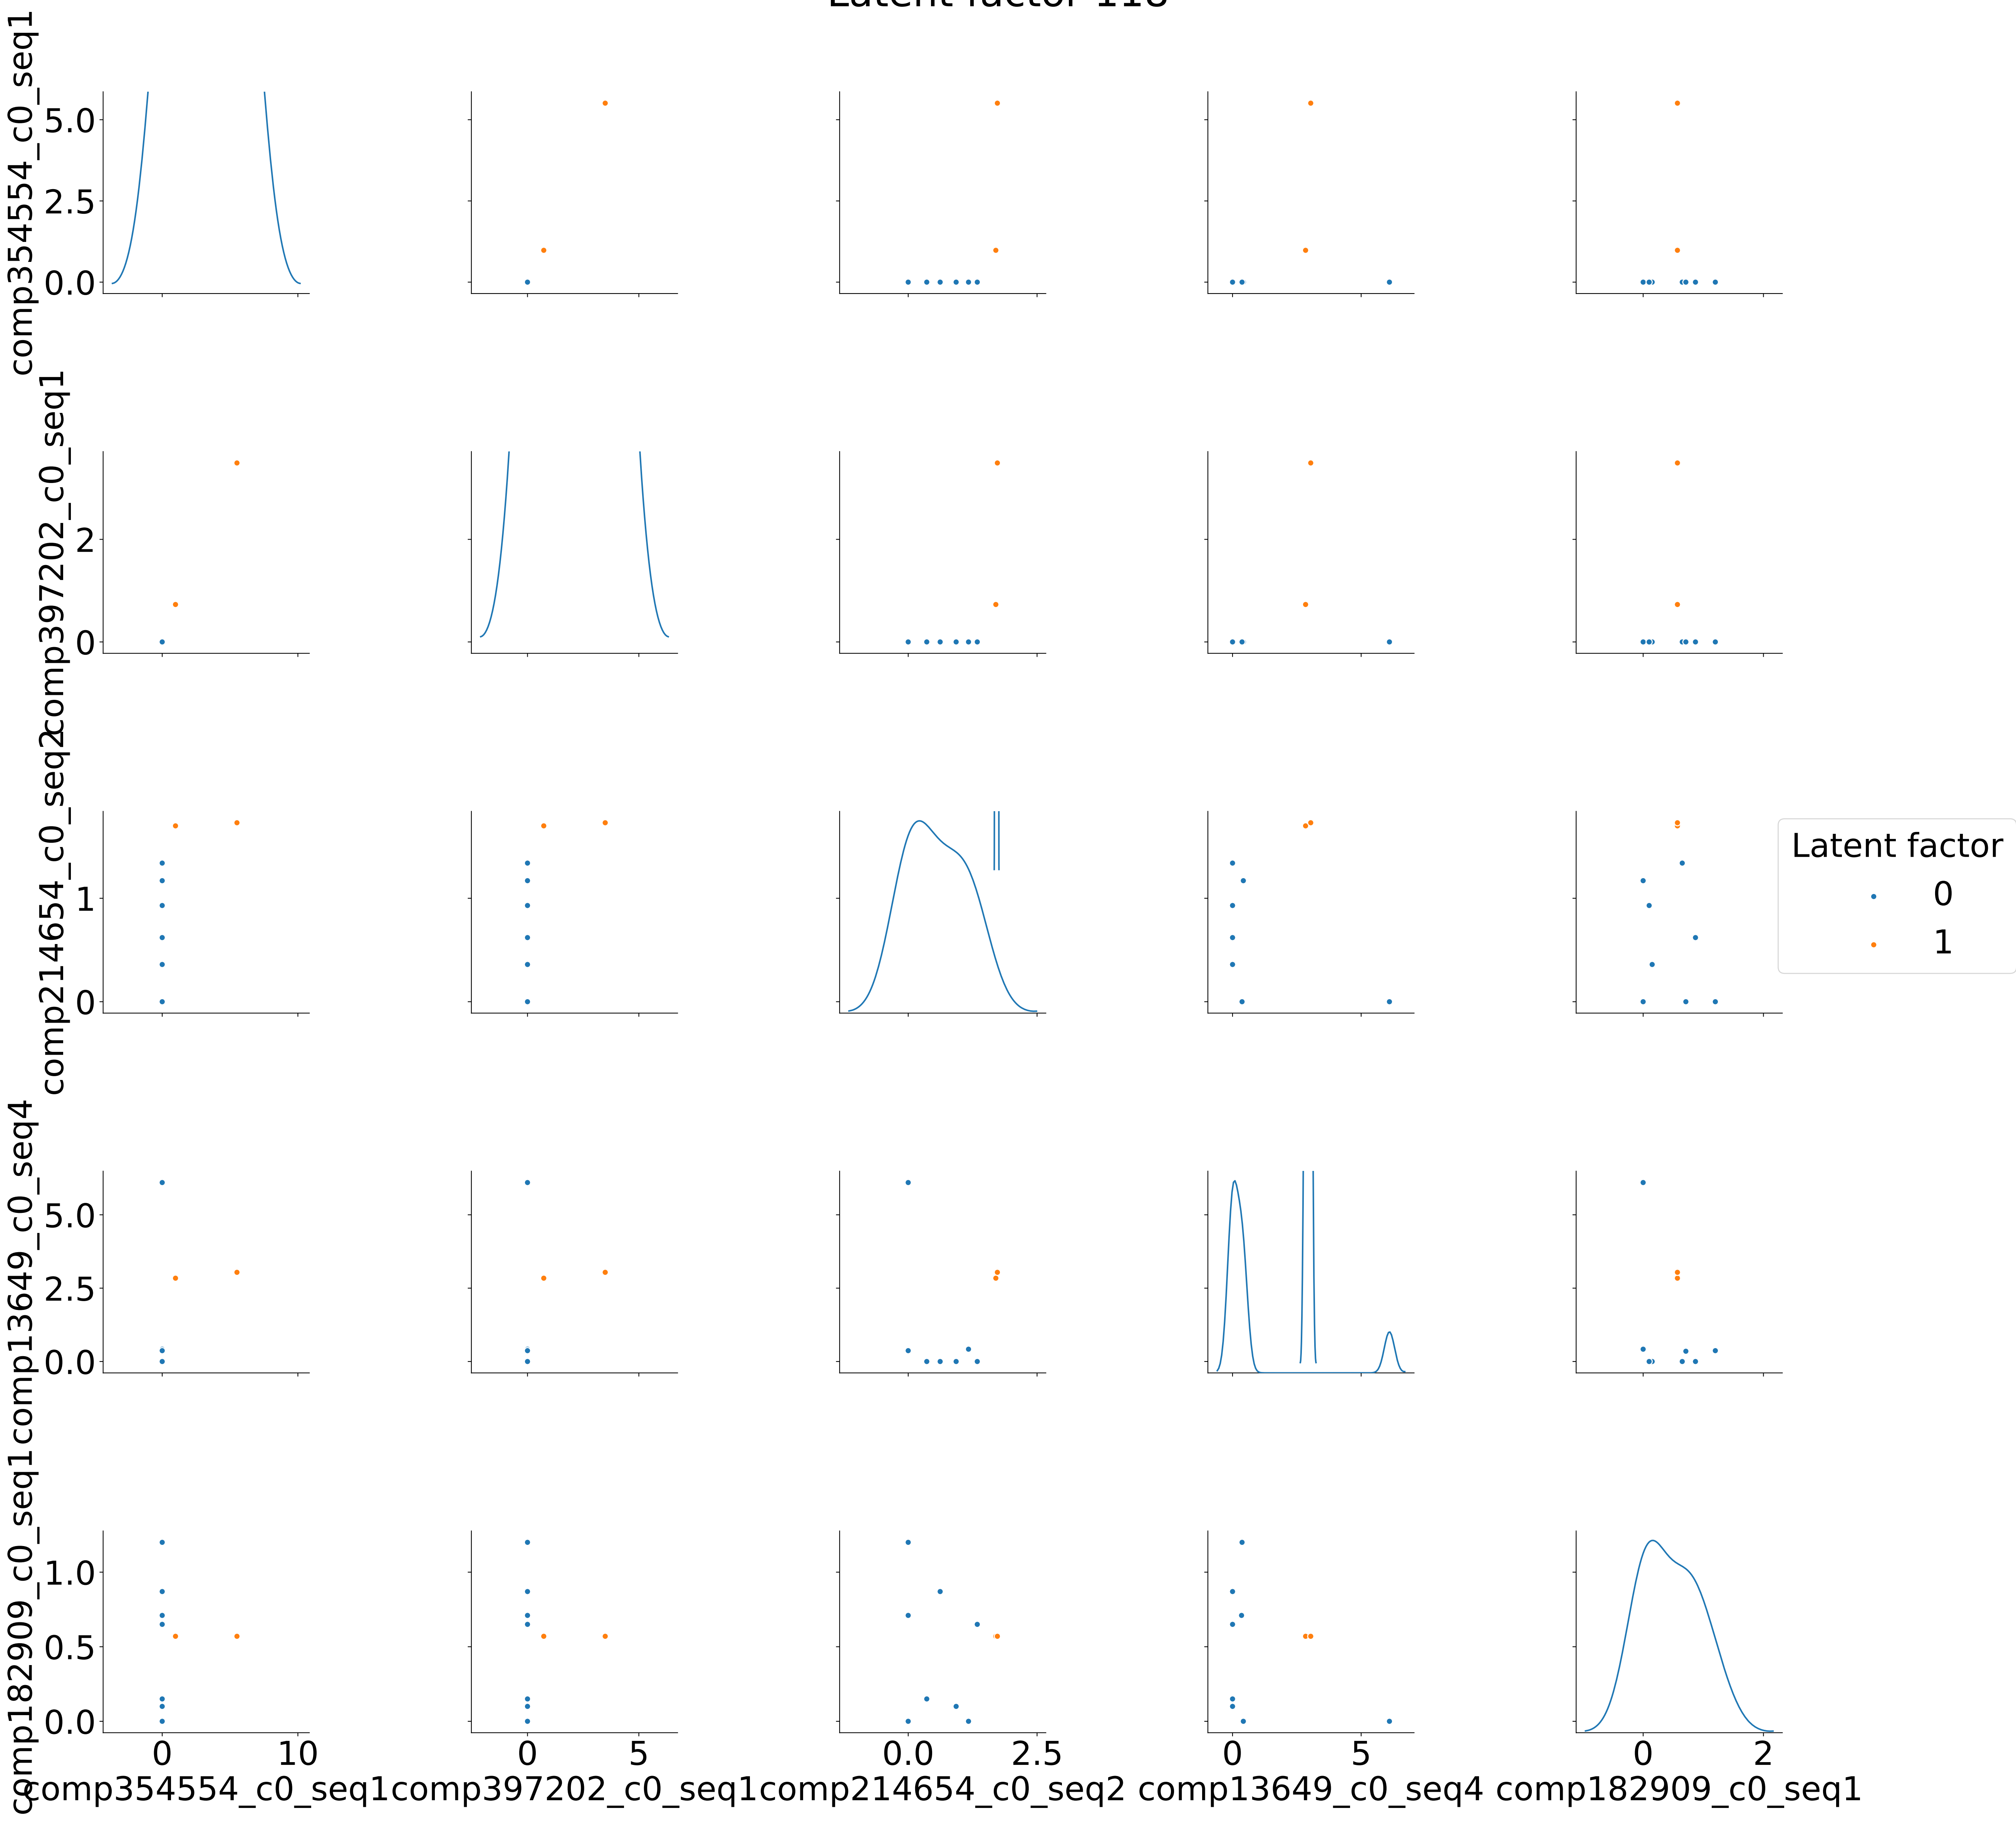 Latent factor 118
comp354554_c0_seq1
5.0
2.5
0.0
comp397202_c0_seq1
2
0
comp214654_c0_seq2
1
0
Latent factor
0
1
comp13649_c0_seq4
5.0
2.5
0.0
comp182909_c0_seq1
1.0
0.5
0.0
0 10 0 5 0.0 2.5 0 5 0 2
comp354554_c0_seq1 comp397202_c0_seq1 comp214654_c0_seq2 comp13649_c0_seq4 comp182909_c0_seq1